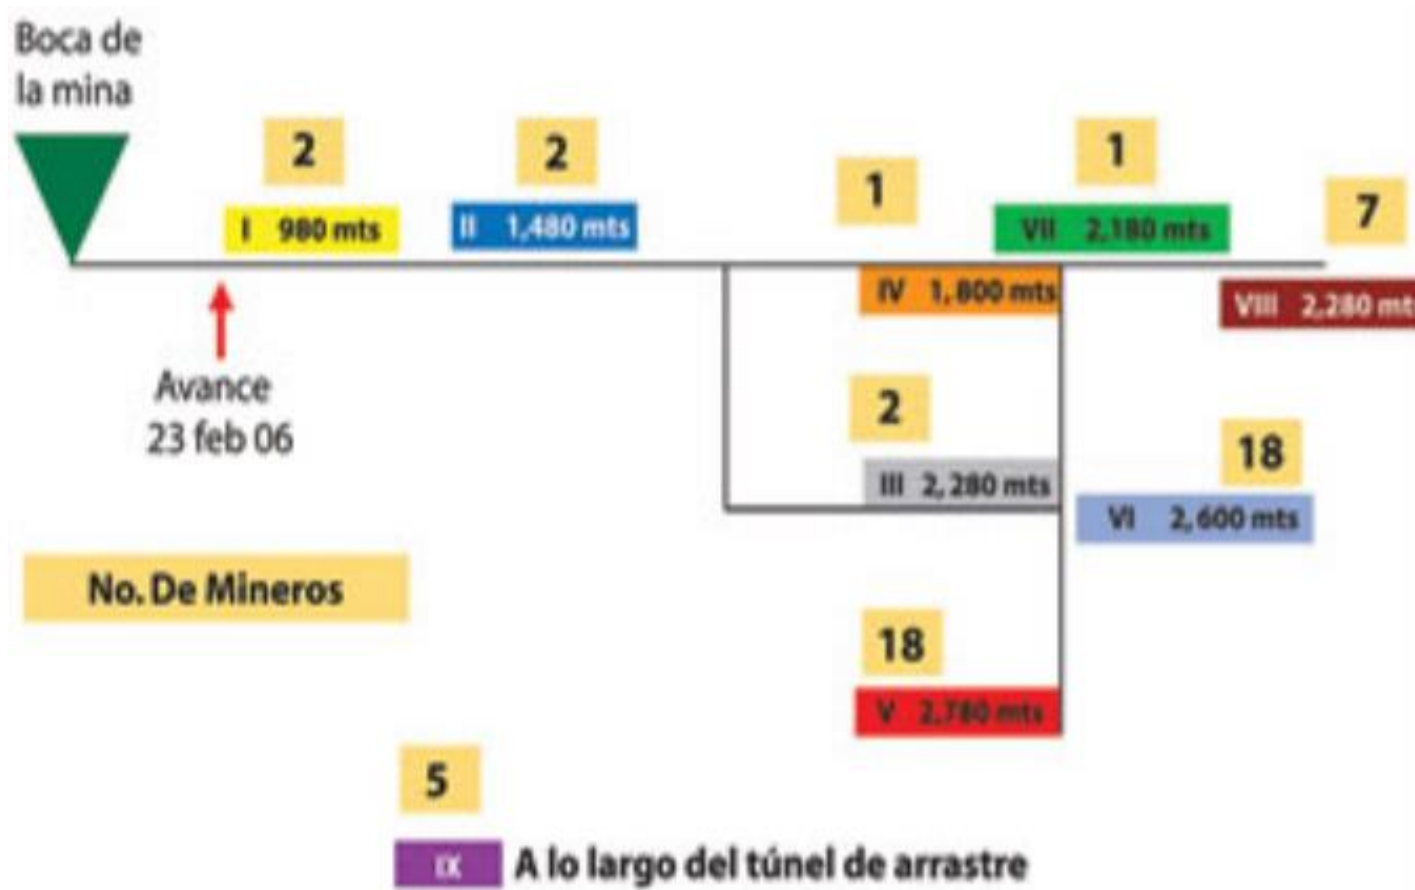 Boca de
la mina
2
2
1
1
7
I 980 mts
II 1,480 mts
VII 2,180 mts
IV 1,800 mts
VIII 2,280 mt
Avance
23 feb 06
2
18
III 2,280 mts
VI 2,600 mts
No. De Mineros
18
V 2,780 mts
5
IX A lo largo del túnel de arrastre